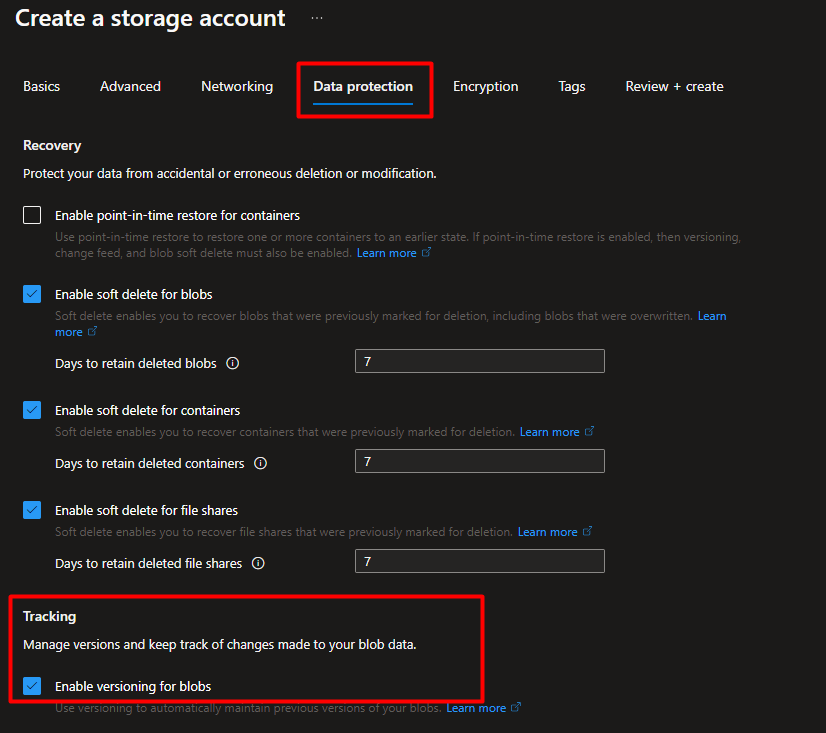 Create a storage account ...
Basics Advanced Networking Data protection Encryption Tags Review + create
Recovery
Protect your data from accidental or erroneous deletion or modification.
Enable point-in-time restore for containers
Use point-in-time restore to restore one or more containers to an earlier state. If point-in-time restore is enabled, then versioning,
change feed, and blob soft delete must also be enabled. Learn more
Enable soft delete for blobs
Soft delete enables you to recover blobs that were previously marked for deletion, including blobs that were overwritten. Learn
more
Days to retain deleted blobs 7
Enable soft delete for containers
Soft delete enables you to recover containers that were previously marked for deletion. Learn more
Days to retain deleted containers 7
Enable soft delete for file shares
Soft delete enables you to recover file shares that were previously marked for deletion. Learn more
Days to retain deleted file shares 7
Tracking
Manage versions and keep track of changes made to your blob data.
Enable versioning for blobs
Use versioning to automatically maintain previous versions of your blobs. Learn more